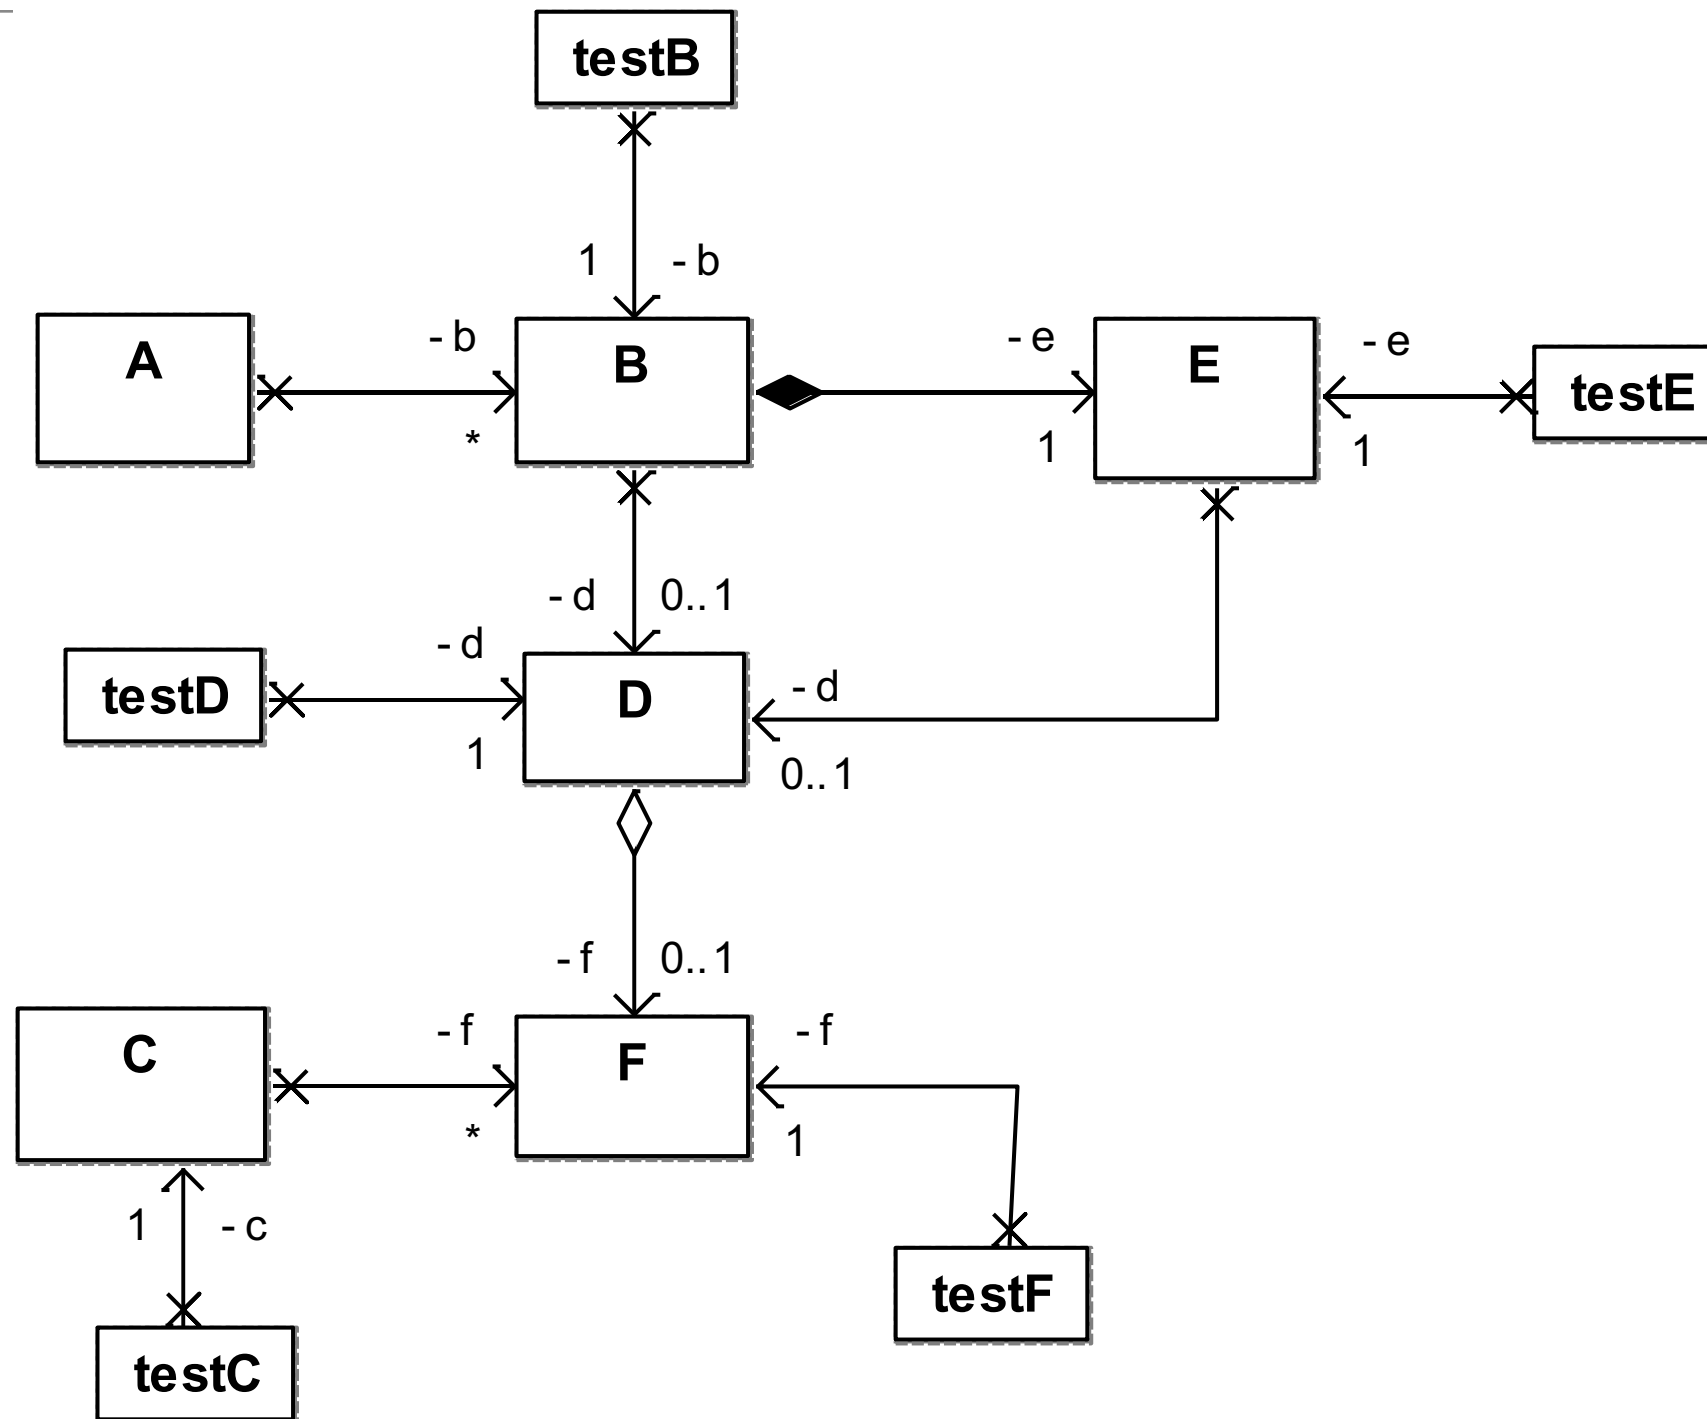 testB
1 - b
A
- b
*
B
- e
1
E
- e
1
testE
- d 0..1
testD
- d
1
D
- d
0..1
- f 0..1
C
- f
*
F
- f
1
1 - c
testF
testC